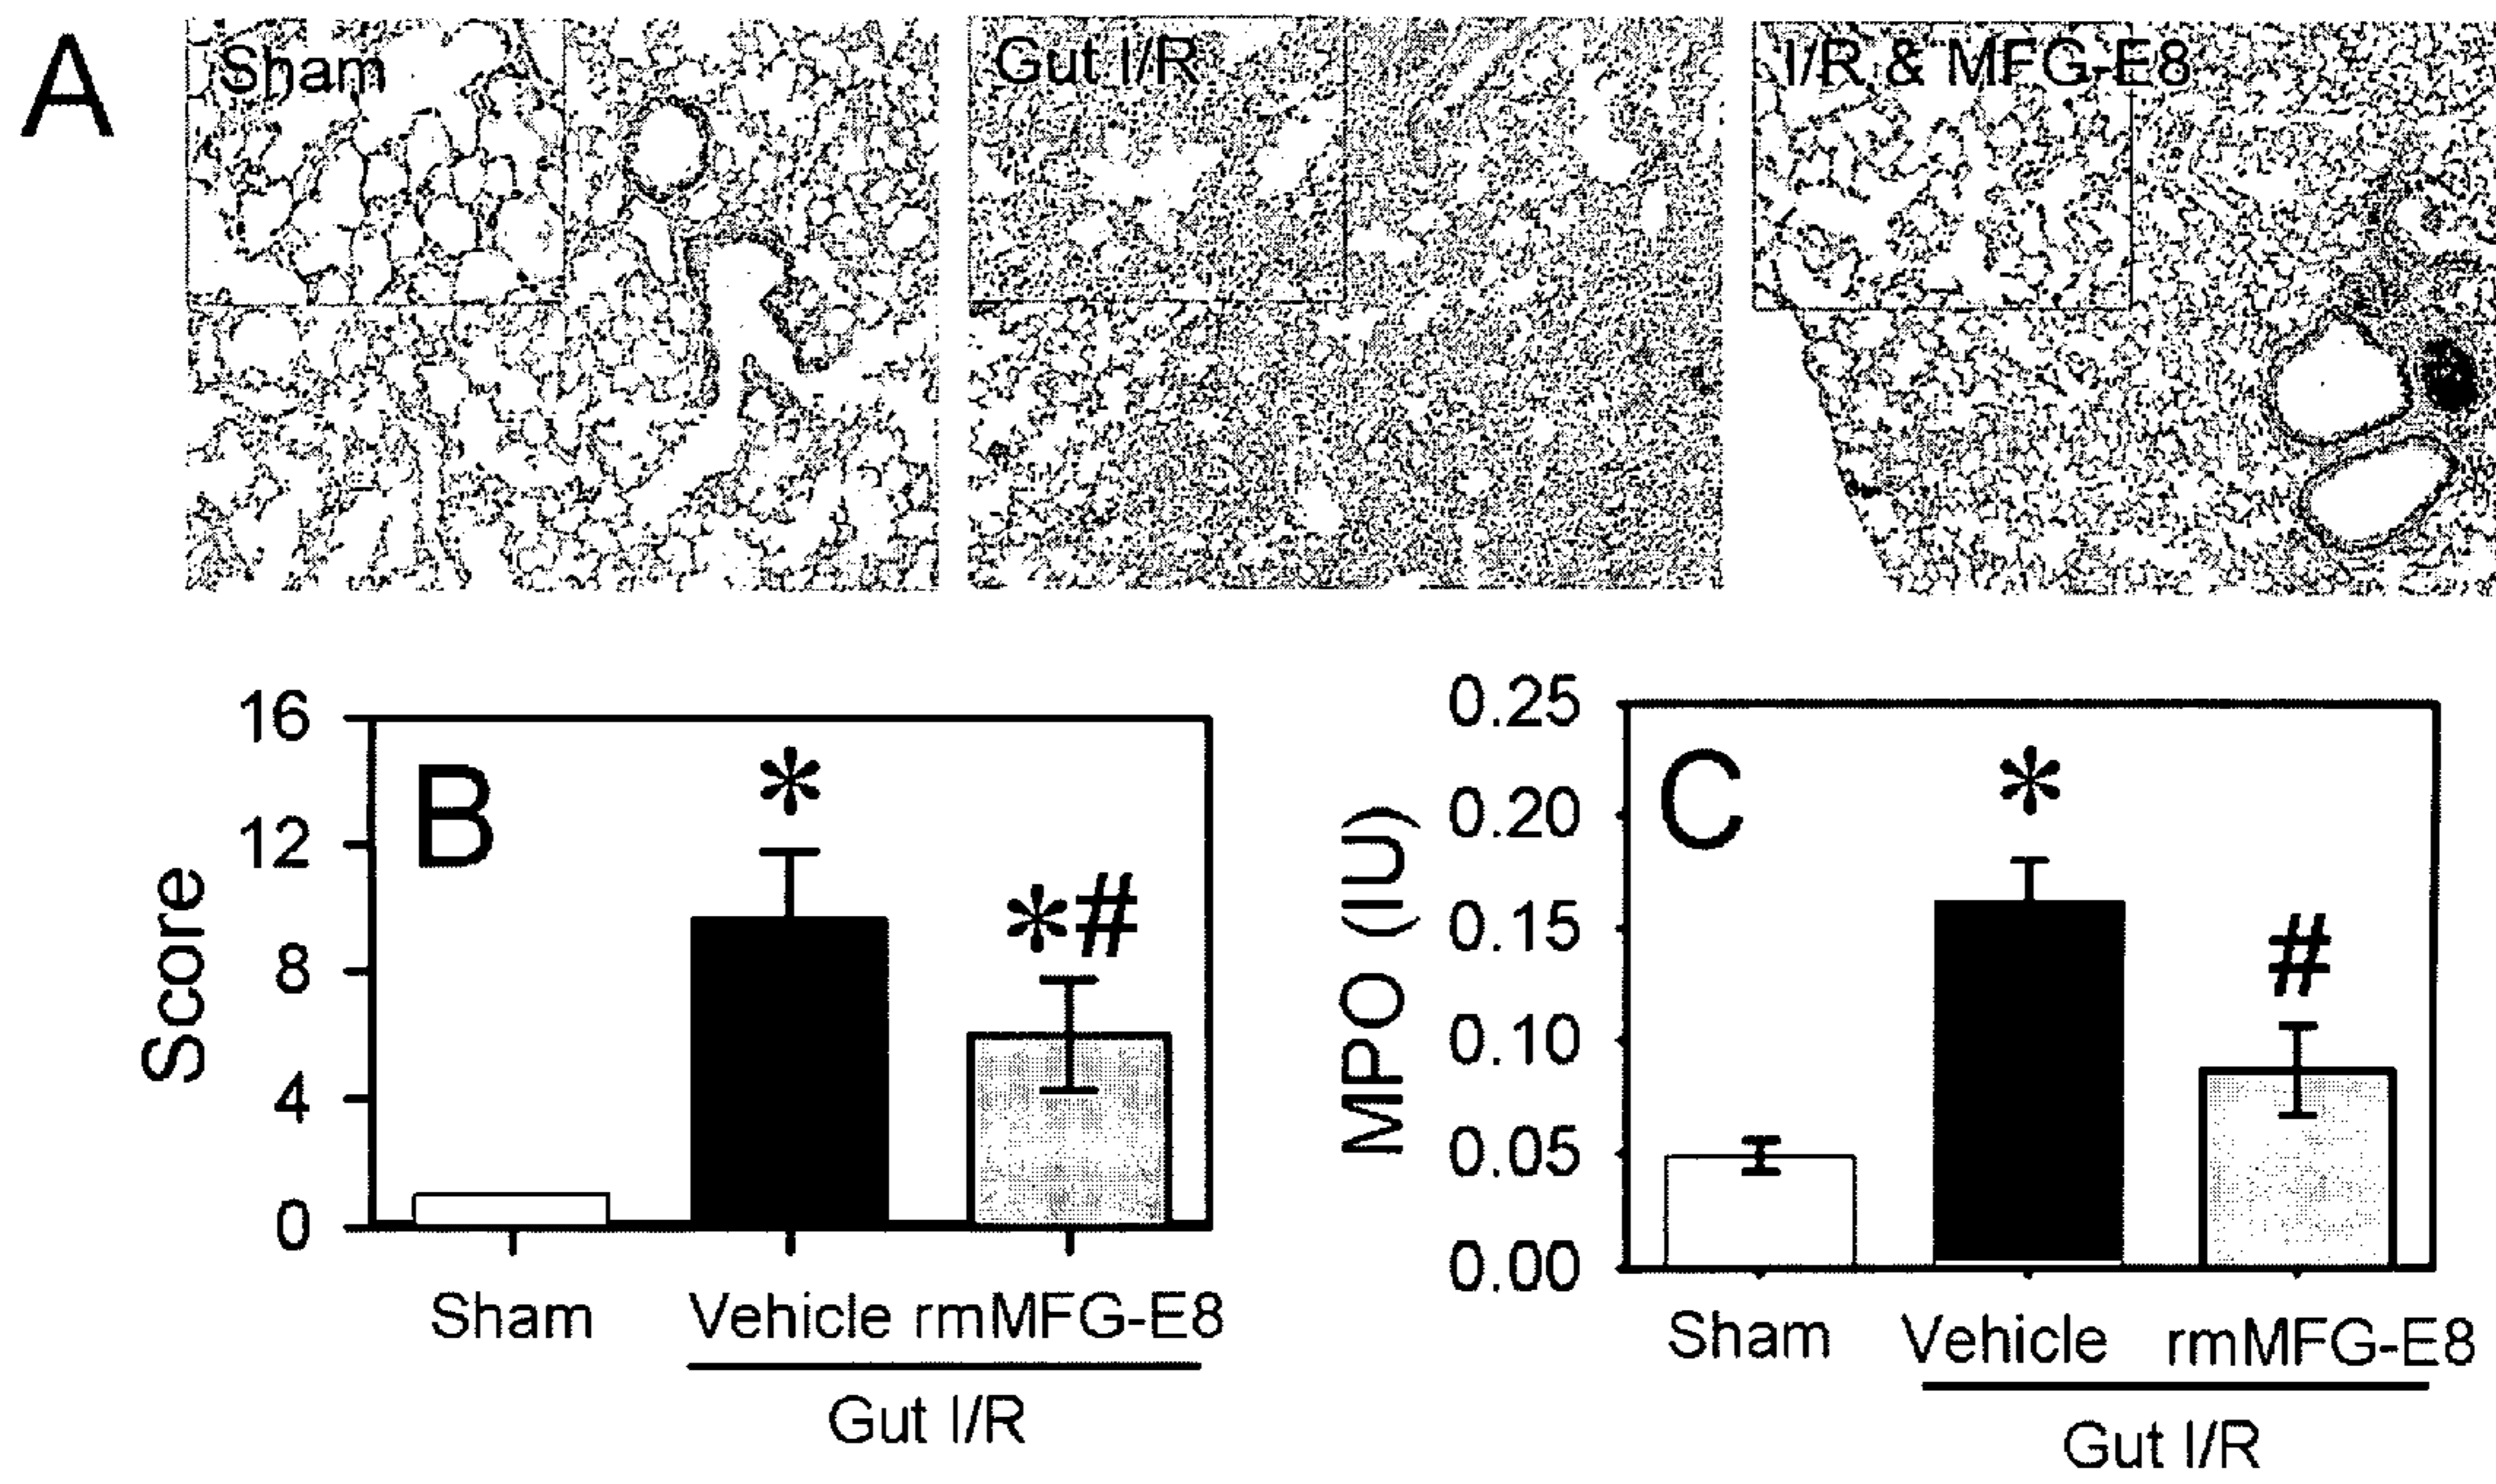 A
Sham
Gut I/R
I/R & MFG-E8
B
Score
16
12
8
4
0
*
*#
Sham
Vehicle
rmMFG-E8
Gut I/R
C
MPO (IU)
0.25
0.20
0.15
0.10
0.05
0.00
*
#
Sham
Vehicle
rmMFG-E8
Gut I/R